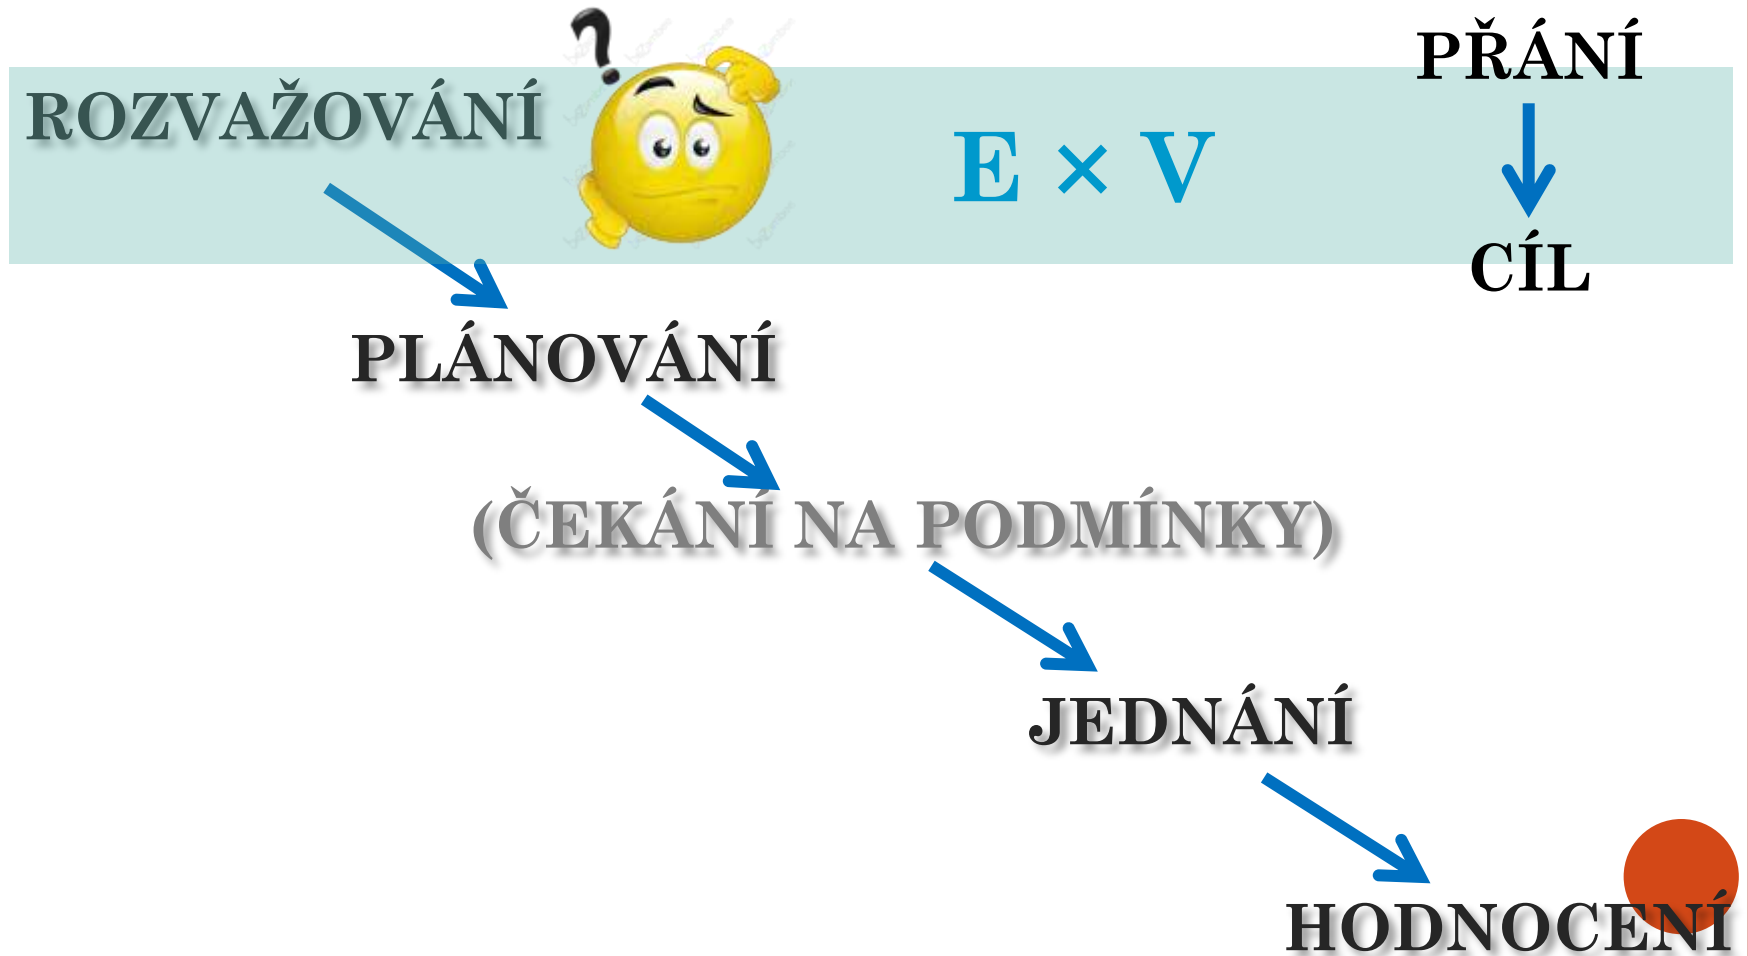 PŘÁNÍ
ROZVAŽOVÁNÍ
?
E × V
CÍL
PLÁNOVÁNÍ
(ČEKÁNÍ NA PODMÍNKY)
JEDNÁNÍ
HODNOCENÍ